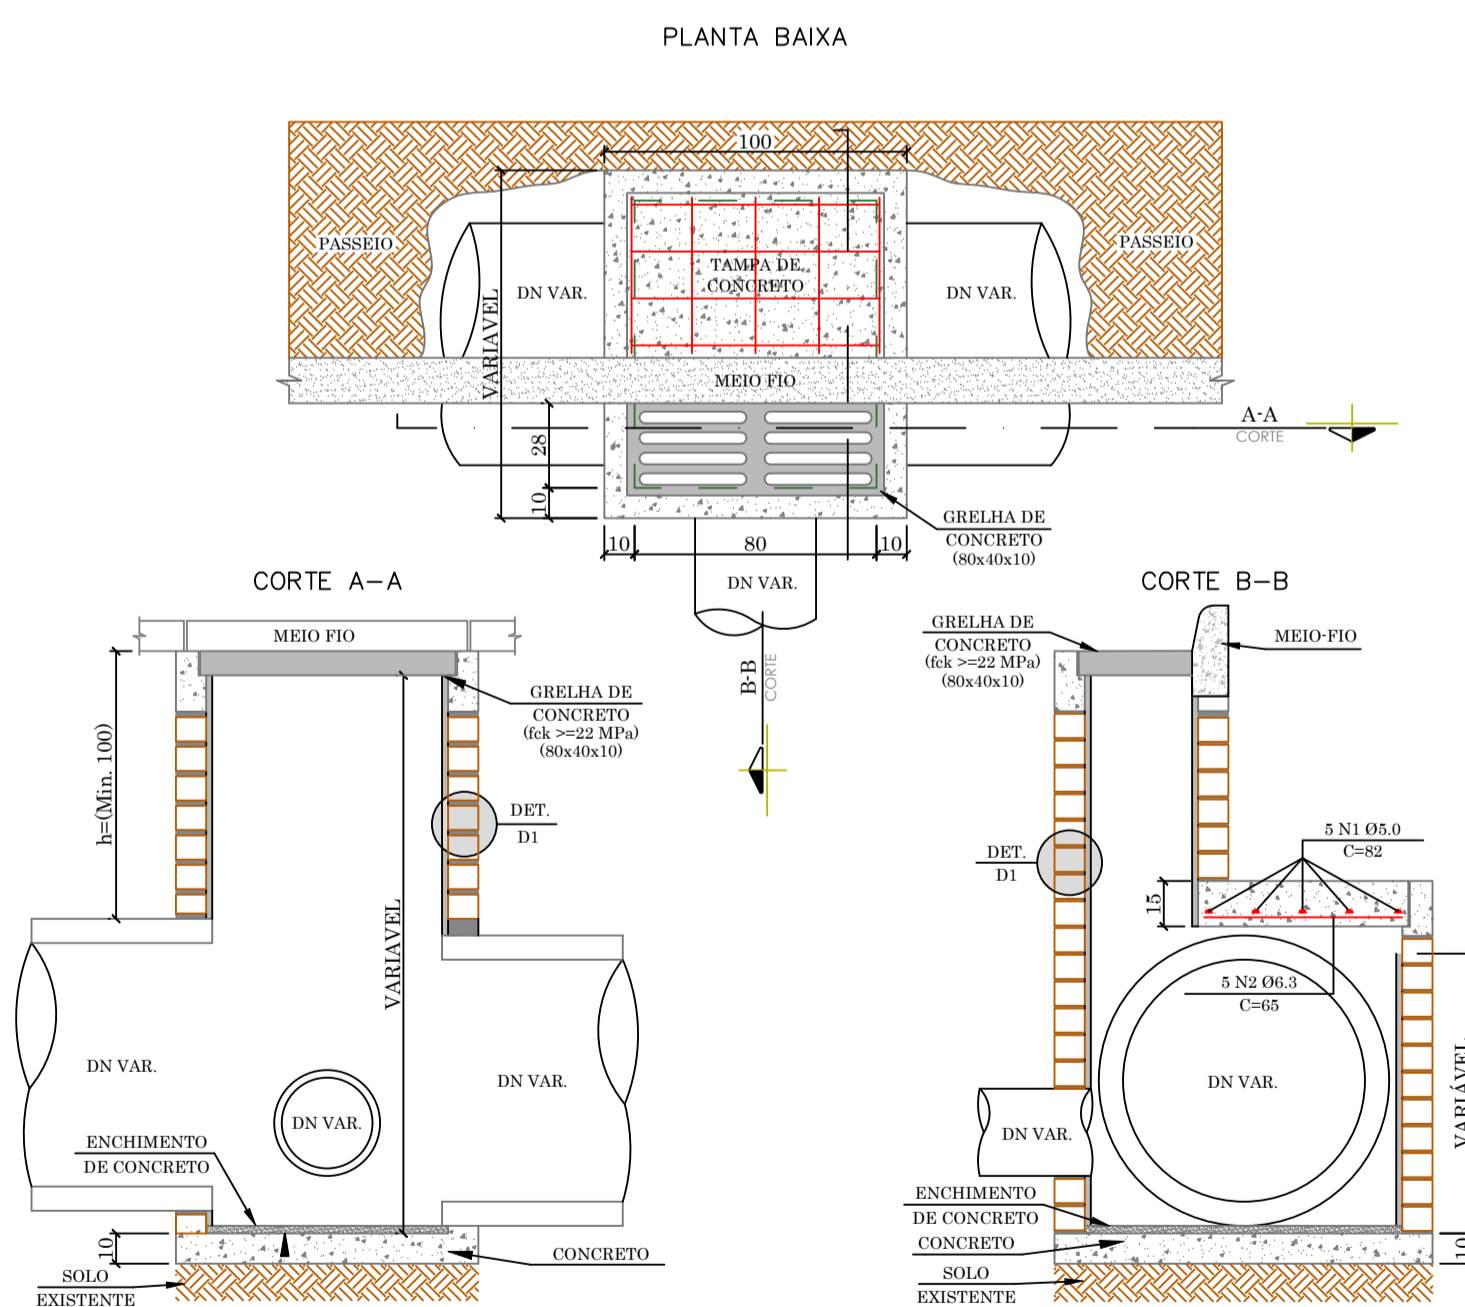 PLANTA BAIXA
100
PASSEIO
PASSEIO
TAMPA DE
CONCRETO
DN VAR.
DN VAR.
VARIAVEL
MEIO FIO
A-A
CORTE
28
10
GRELHA DE
CONCRETO
(80x40x10)
10
80
10
DN VAR.
B-B
CORTE
CORTE A-A
MEIO FIO
GRELHA DE
CONCRETO
(fck >=22 MPa)
(80x40x10)
h=(Min. 100)
DET.
D1
VARIAVEL
DN VAR.
DN VAR.
DN VAR.
ENCHIMENTO
DE CONCRETO
10
CONCRETO
SOLO
EXISTENTE
CORTE B-B
GRELHA DE
CONCRETO
(fck >=22 MPa)
(80x40x10)
MEIO-FIO
DET.
D1
5 N1 Ø5.0
C=82
15
5 N2 Ø6.3
C=65
DN VAR.
VARIÁVEL
DN VAR.
ENCHIMENTO
DE CONCRETO
CONCRETO
10
SOLO
EXISTENTE